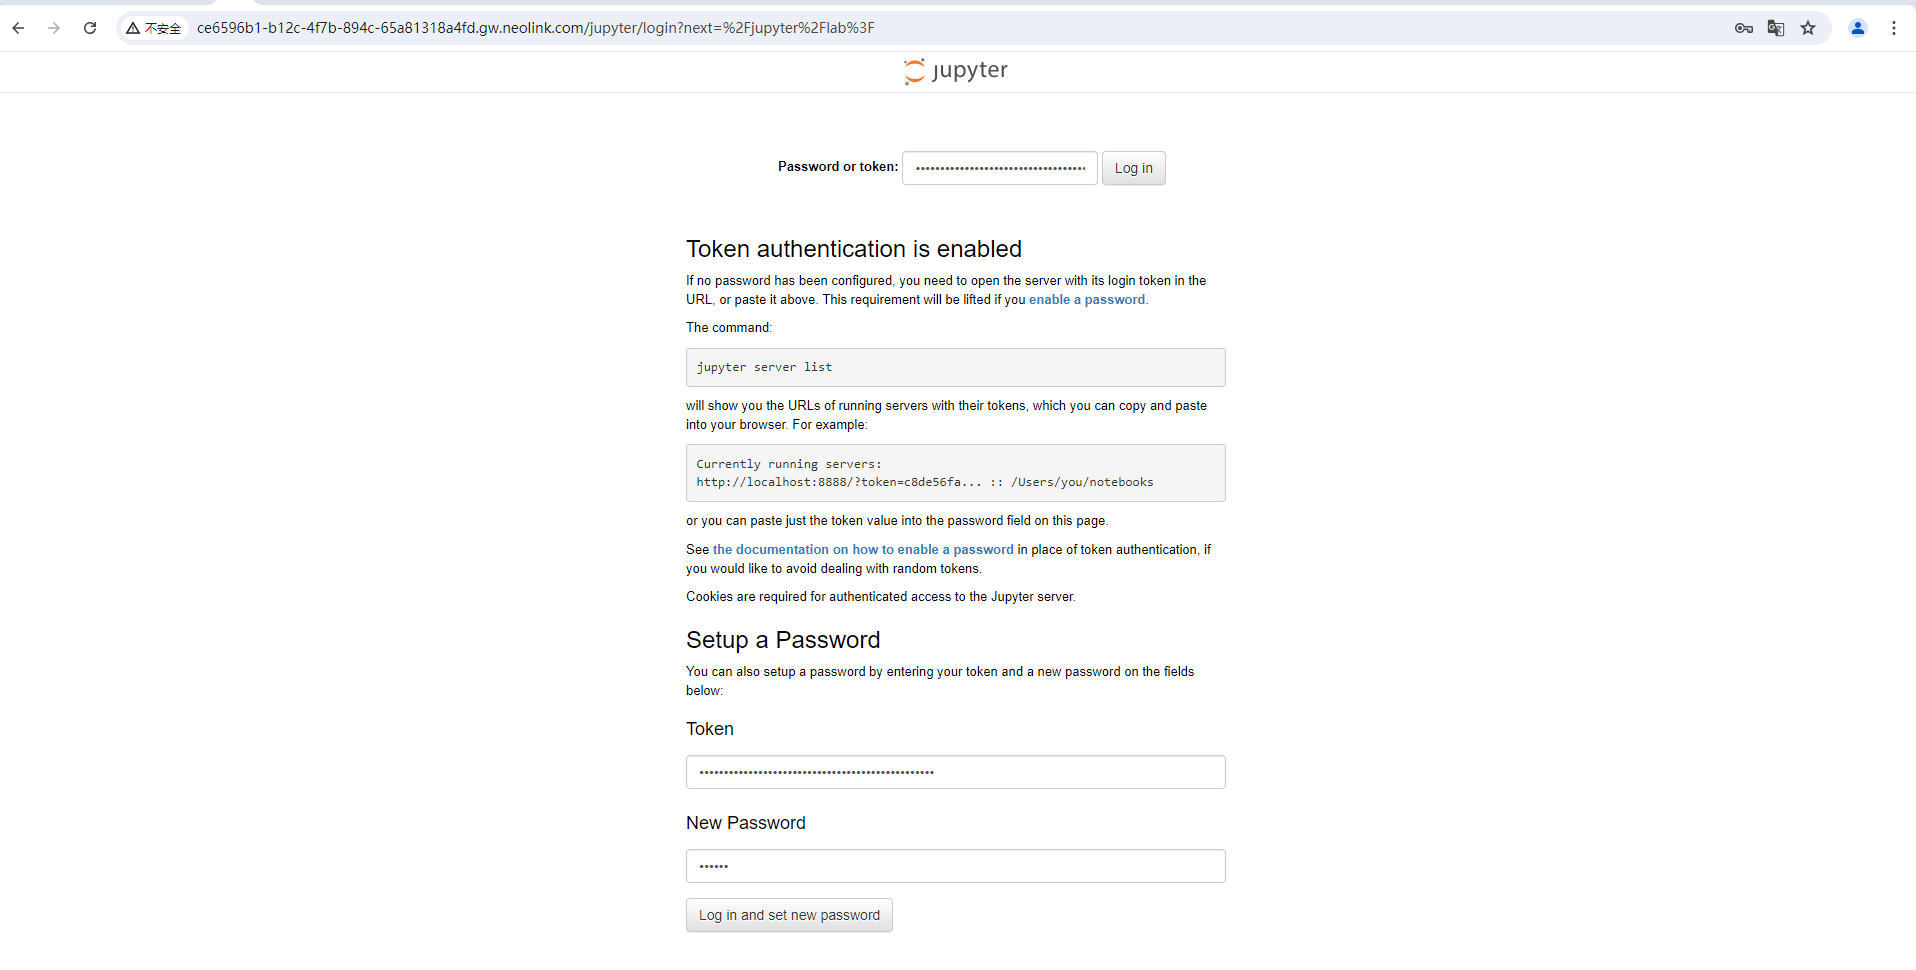 不安全 ce6596b1-b12c-4f7b-894c-65a81318a4fd.gw.neolink.com/jupyter/login?next=%2Fjupyter%2Flab%3F
jupyter
Password or token: Log in
Token authentication is enabled
If no password has been configured, you need to open the server with its login token in the
URL, or paste it above. This requirement will be lifted if you enable a password.
The command:
jupyter server list
will show you the URLs of running servers with their tokens, which you can copy and paste
into your browser. For example:
Currently running servers:
http://localhost:8888/?token=c8de56fa... :: /Users/you/notebooks
or you can paste just the token value into the password field on this page.
See the documentation on how to enable a password in place of token authentication, if
you would like to avoid dealing with random tokens.
Cookies are required for authenticated access to the Jupyter server.
Setup a Password
You can also setup a password by entering your token and a new password on the fields
below:
Token
New Password
Log in and set new password